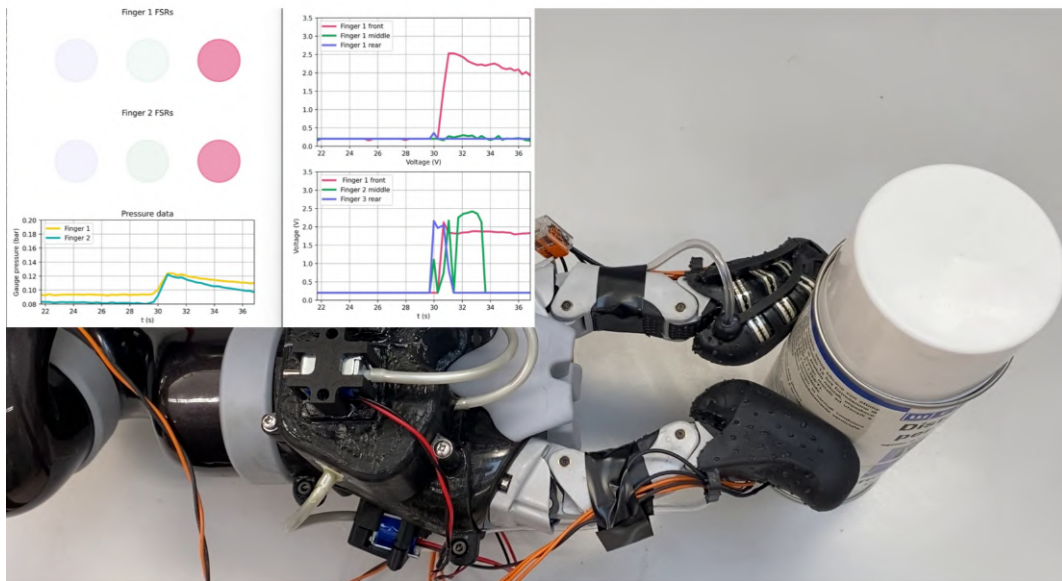 Finger 1 FSRs
Finger 2 FSRs
Pressure data
Gauge pressure (bar)
0.20
0.18
0.16
0.14
0.12
0.10
0.08
Finger 1
Finger 2
22 24 26 28 30 32 34 36
t (s)
3.5
3.0
2.5
2.0
1.5
1.0
0.5
0.0
Finger 1 front
Finger 1 middle
Finger 1 rear
22 24 26 28 30 32 34 36
Voltage (V)
Voltage (V)
3.5
3.0
2.5
2.0
1.5
1.0
0.5
0.0
Finger 1 front
Finger 2 middle
Finger 3 rear
22 24 26 28 30 32 34 36
t (s)